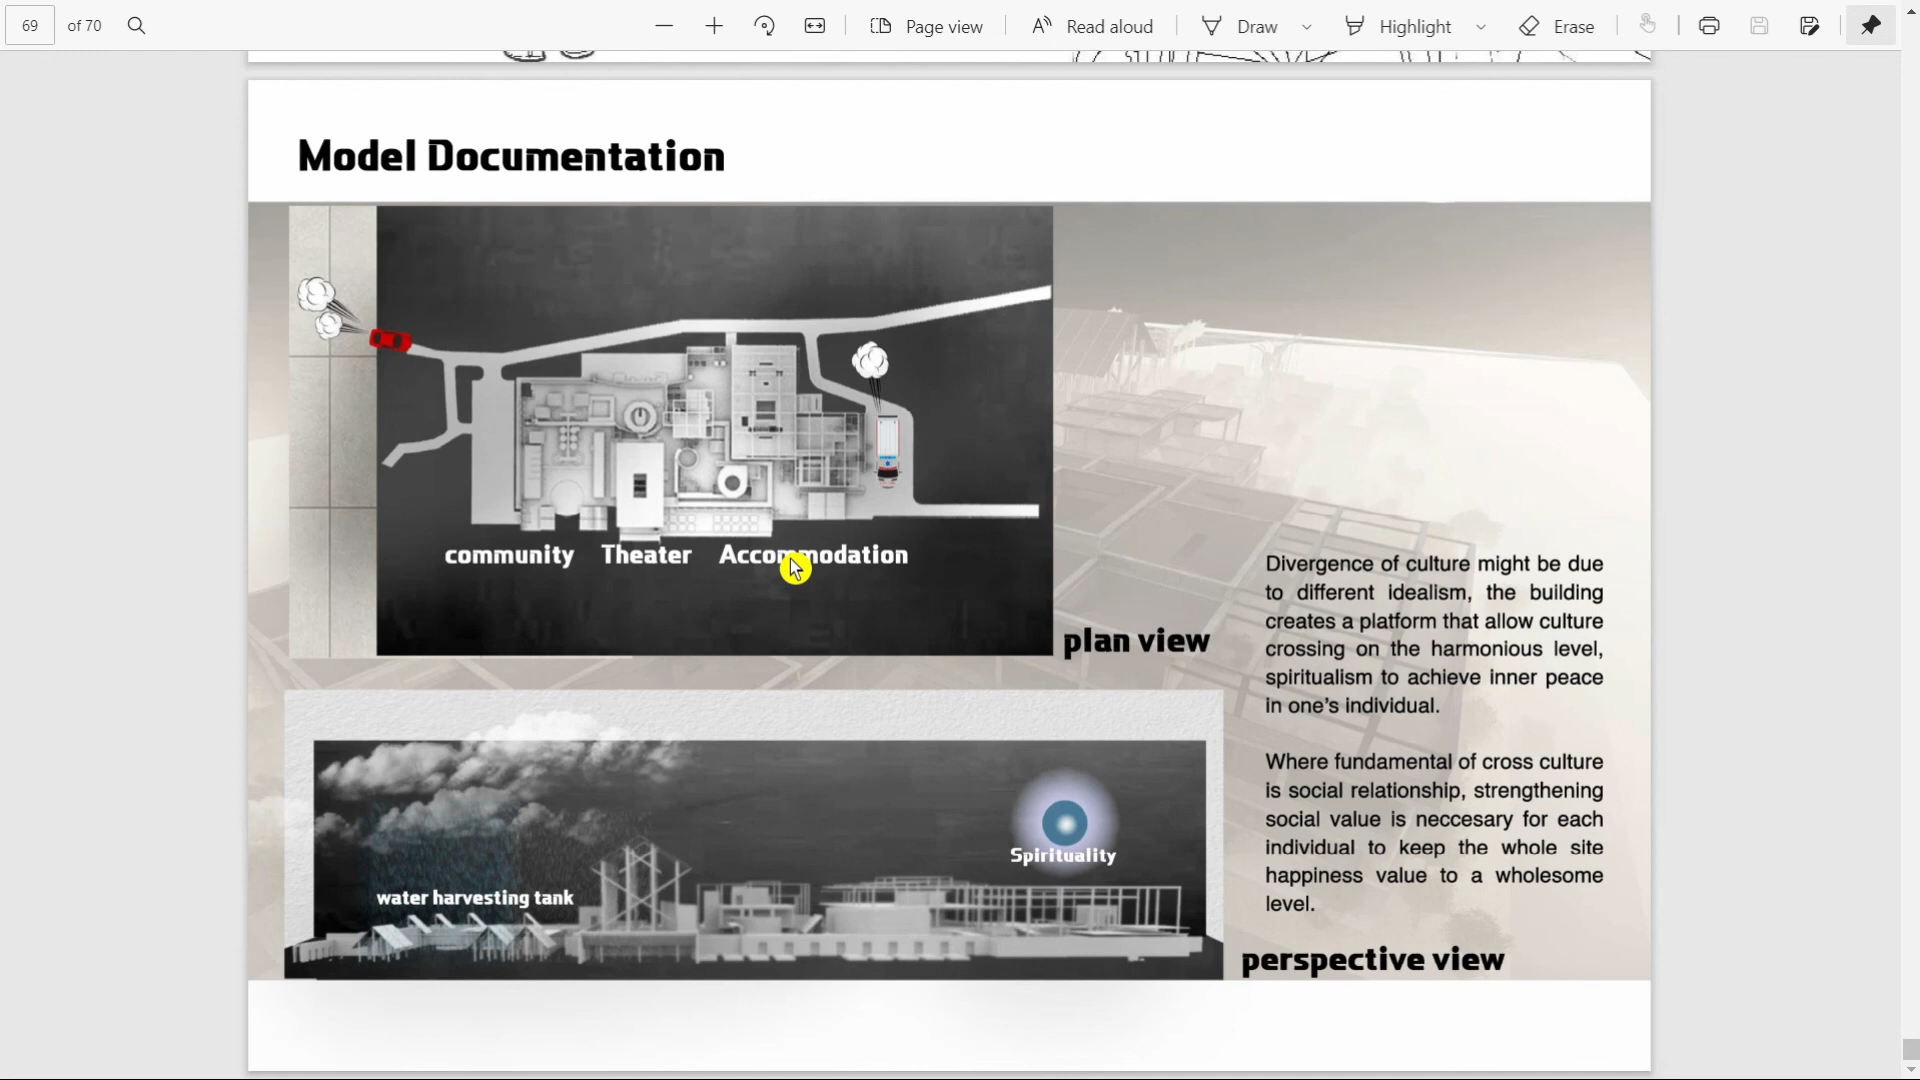 69 of 70 Page view Read aloud Draw Highlight Erase
Model Documentation
community Theater Accommodation
plan view
Divergence of culture might be due
to different idealism, the building
creates a platform that allow culture
crossing on the harmonious level,
spiritualism to achieve inner peace
in one's individual.
Where fundamental of cross culture
is social relationship, strengthening
social value is neccesary for each
individual to keep the whole site
happiness value to a wholesome
level.
Spirituality
water harvesting tank
perspective view